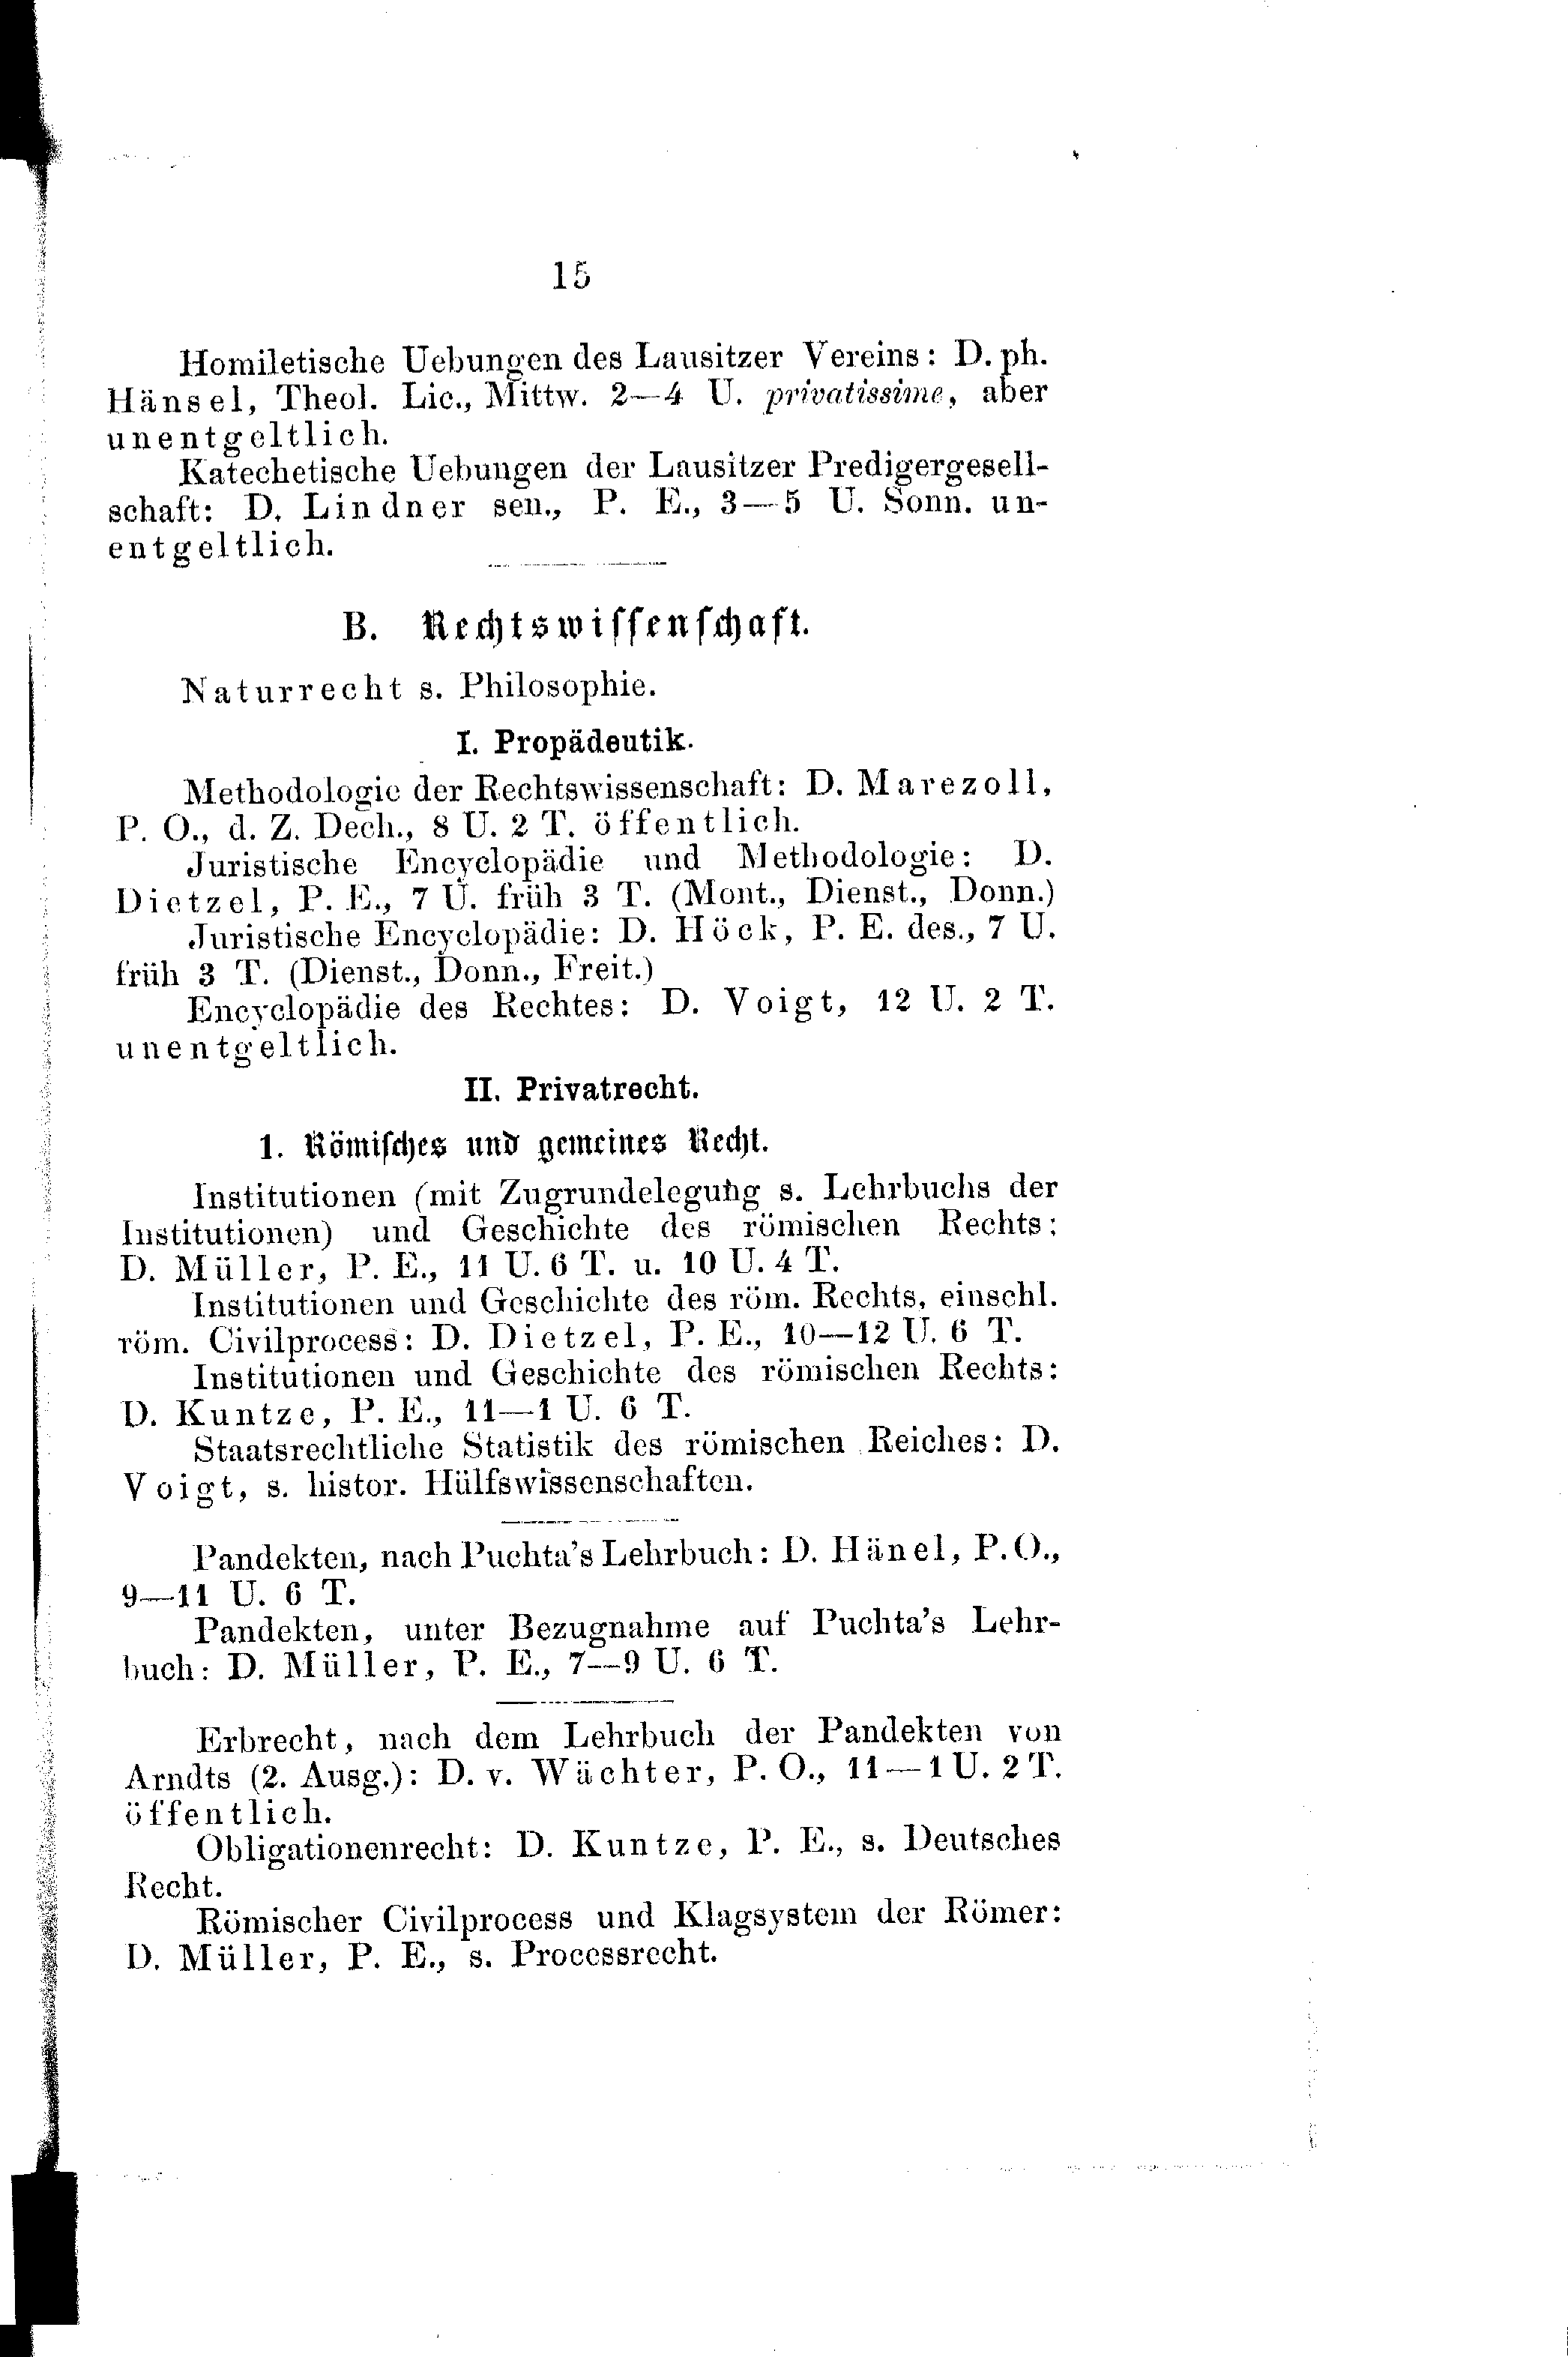 15
Homiletische Uebungen des Lausitzer Vereins: D. ph.
Hänsel, Theol. Lic., Mittw. 2—4 U. privatissime, aber
unentgeltlich.
Katechetische Uebungen der Lausitzer Predigergesell-
schaft: D. Lindner sen., P. E., 3—5 U. Sonn. un-
entgeltlich.
B. Rechtswissenschaft.
Naturrecht s. Philosophie.
I. Propädeutik.
Methodologie der Rechtswissenschaft: D. Marezoll,
P. O., d. Z. Dech., 8 U. 2 T. öffentlich.
Juristische Encyclopädie und Methodologie: D.
Dietzel, P. E., 7 U. früh 3 T. (Mont., Dienst., Donn.)
Juristische Encyclopädie: D. Höck, P. E. des., 7 U.
früh 3 T. (Dienst., Donn., Freit.)
Encyclopädie des Rechtes: D. Voigt, 12 U. 2 T.
unentgeltlich.
II. Privatrecht.
1. Römisches und gemeines Recht.
Institutionen (mit Zugrundelegung s. Lehrbuchs der
Institutionen) und Geschichte des römischen Rechts:
D. Müller, P. E., 11 U. 6 T. u. 10 U. 4 T.
Institutionen und Geschichte des röm. Rechts, einschl.
röm. Civilprocess: D. Dietzel, P. E., 10—12 U. 6 T.
Institutionen und Geschichte des römischen Rechts:
D. Kuntze, P. E., 11—1 U. 6 T.
Staatsrechtliche Statistik des römischen Reiches: D.
Voigt, s. histor. Hülfswissenschaften.
Pandekten, nach Puchta's Lehrbuch: D. Hänel, P. O.,
9—11 U. 6 T.
Pandekten, unter Bezugnahme auf Puchta's Lehr-
buch: D. Müller, P. E., 7—9 U. 6 T.
Erbrecht, nach dem Lehrbuch der Pandekten von
Arndts (2. Ausg.): D. v. Wächter, P. O., 11—1 U. 2 T.
öffentlich.
Obligationenrecht: D. Kuntze, P. E., s. Deutsches
Recht.
Römischer Civilprocess und Klagsystem der Römer:
D. Müller, P. E., s. Processrecht.